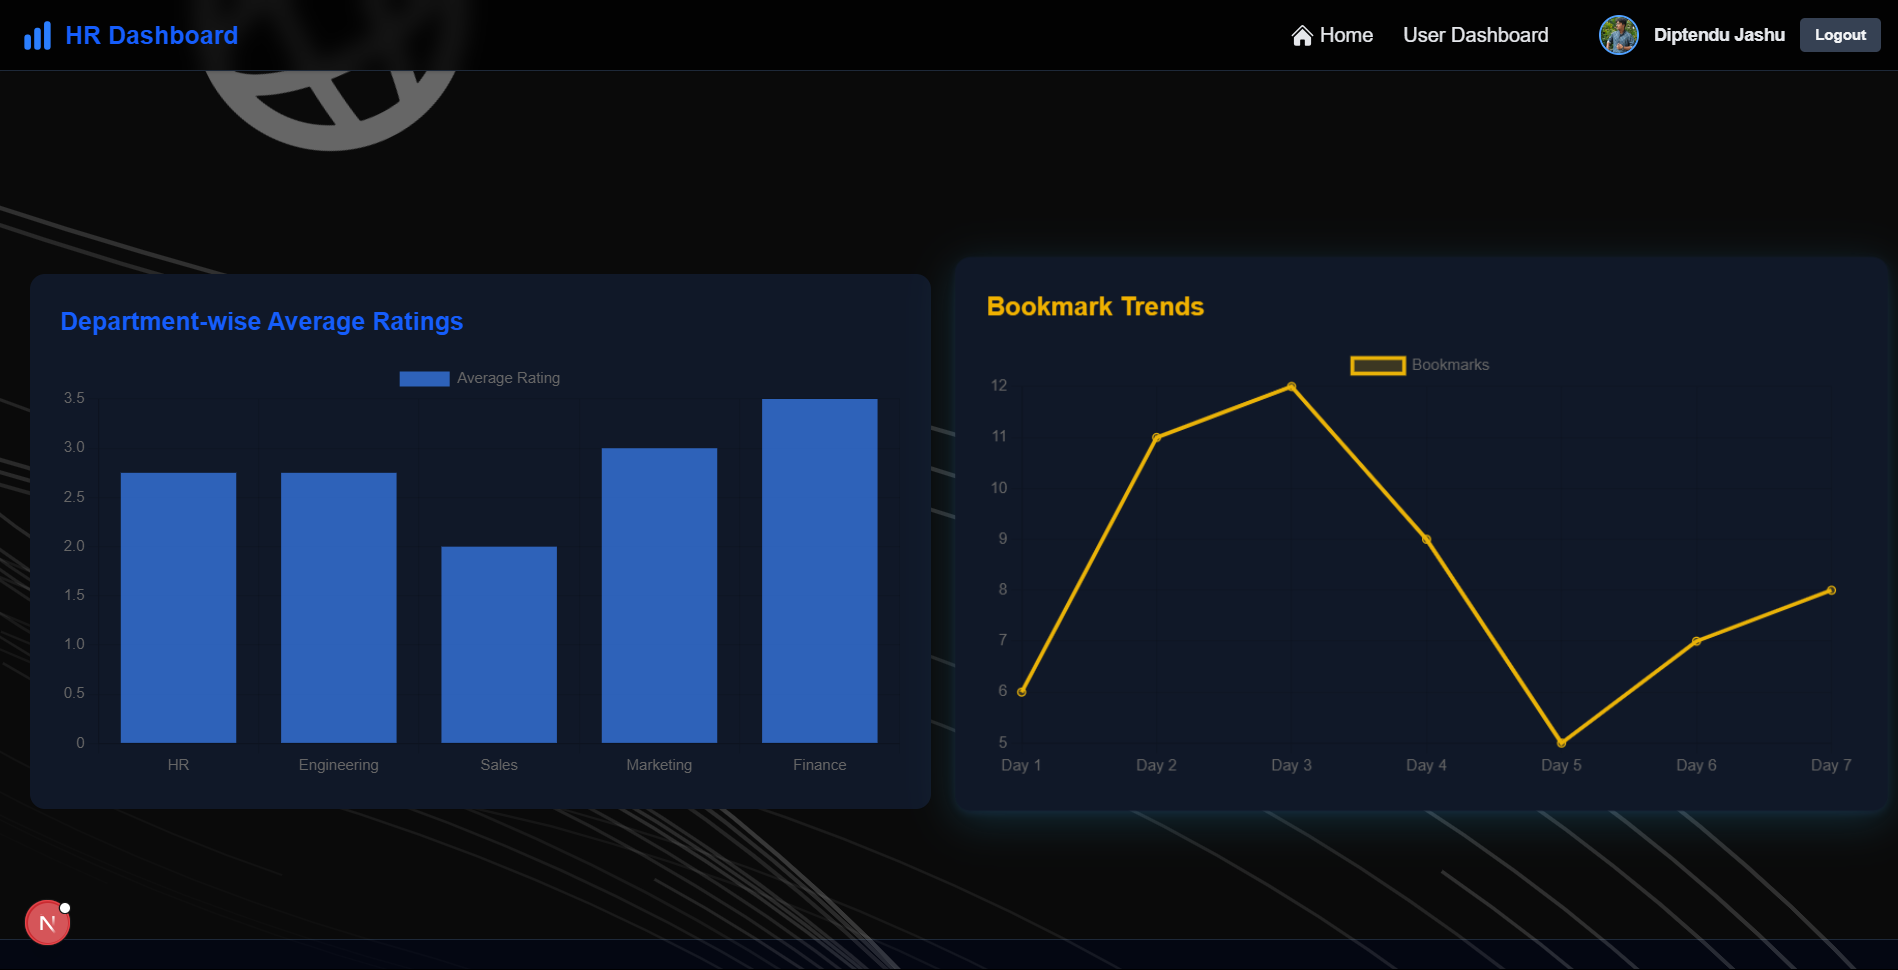 HR Dashboard
Home
User Dashboard
Diptendu Jashu
Logout
Department-wise Average Ratings
Average Rating
3.5
3.0
2.5
2.0
1.5
1.0
0.5
0
HR
Engineering
Sales
Marketing
Finance
Bookmark Trends
Bookmarks
12
11
10
9
8
7
6
5
Day 1
Day 2
Day 3
Day 4
Day 5
Day 6
Day 7
N